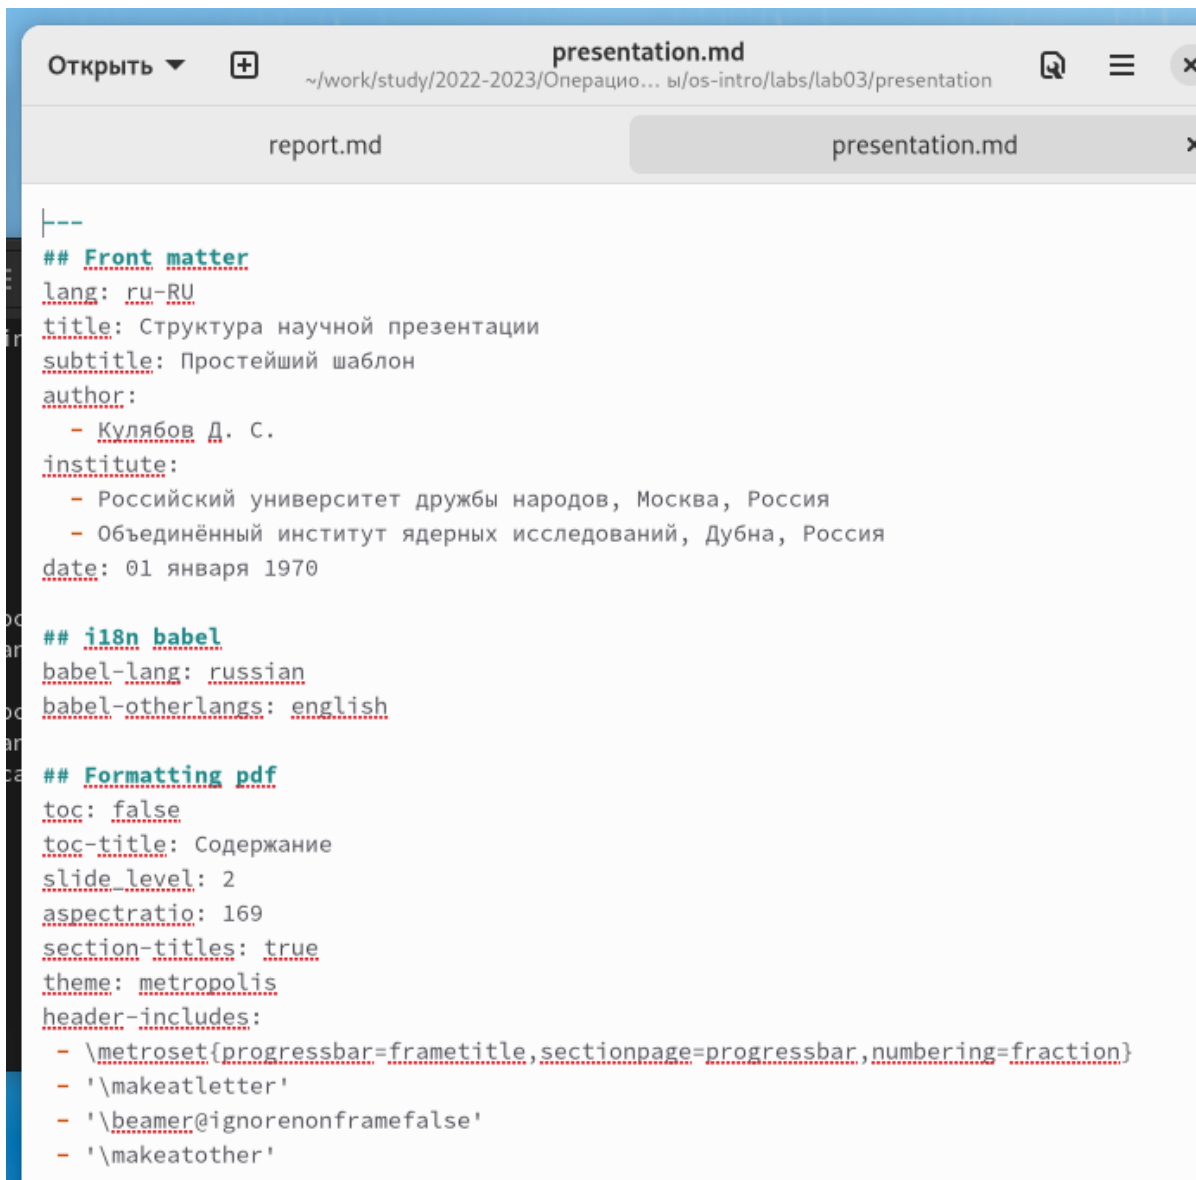 Открыть
presentation.md
~/work/study/2022-2023/Операцио… ы/os-intro/labs/lab03/presentation
report.md
presentation.md
---
## Front matter
lang: ru-RU
title: Структура научной презентации
subtitle: Простейший шаблон
author:
  - Кулябов Д. С.
institute:
  - Российский университет дружбы народов, Москва, Россия
  - Объединённый институт ядерных исследований, Дубна, Россия
date: 01 января 1970
## i18n babel
babel-lang: russian
babel-otherlangs: english
## Formatting pdf
toc: false
toc-title: Содержание
slide_level: 2
aspectratio: 169
section-titles: true
theme: metropolis
header-includes:
 - \metroset{progressbar=frametitle,sectionpage=progressbar,numbering=fraction}
 - '\makeatletter'
 - '\beamer@ignorenonframefalse'
 - '\makeatother'